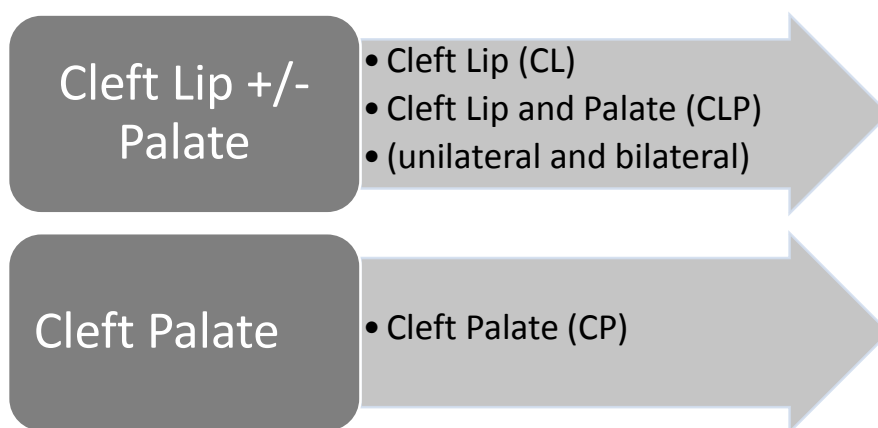 Cleft Lip +/-
Palate
• Cleft Lip (CL)
• Cleft Lip and Palate (CLP)
• (unilateral and bilateral)
Cleft Palate
• Cleft Palate (CP)